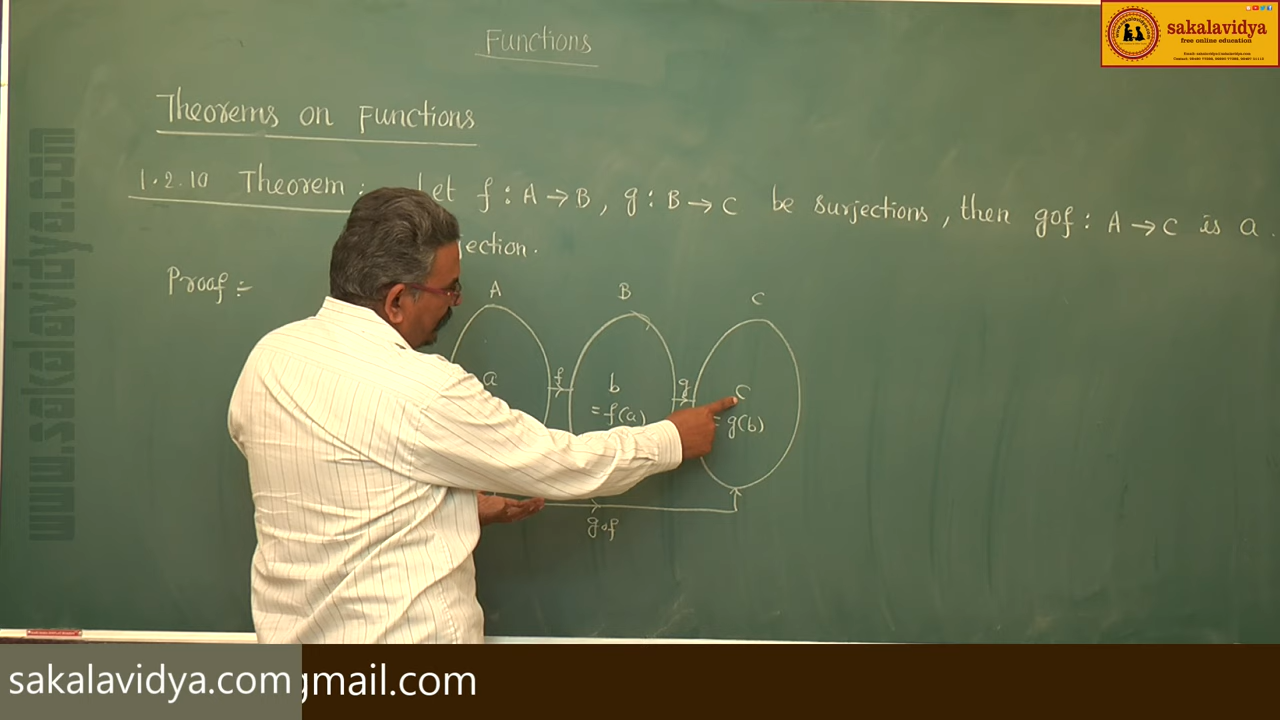 Functions
sakalavidya
free online education
Theorems on Functions
1.2.10 Theorem : Let f : A → B , g : B → C be surjections , then gof : A → C is a
jection.
Proof :-
A B C
a f b g c
= f(a) = g(b)
gof
www.sakalavidya.com
sakalavidya.com gmail.com